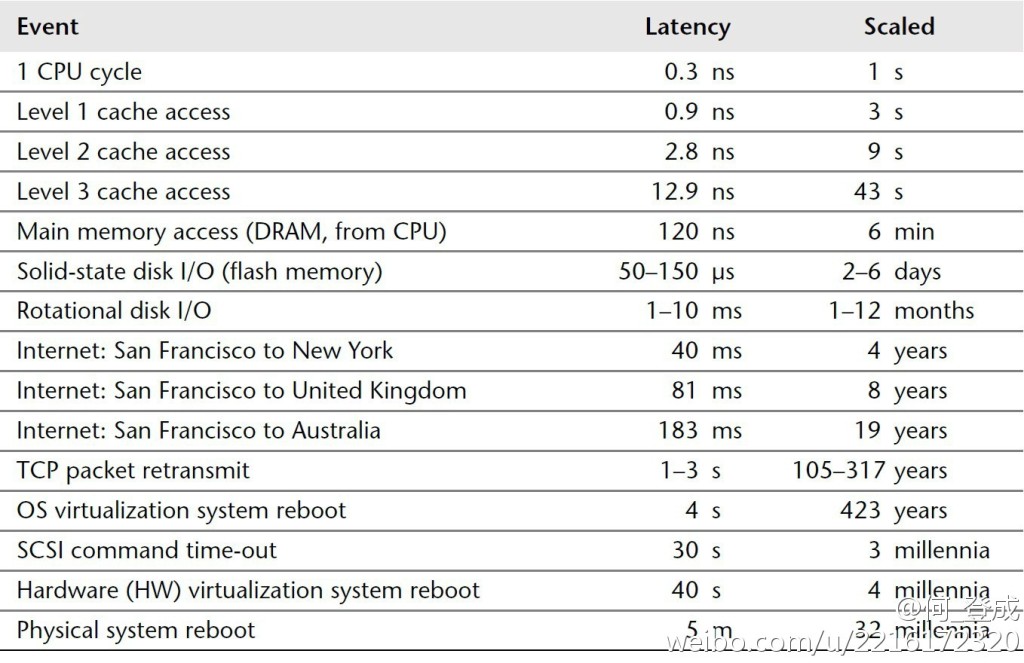 Event Latency Scaled
1 CPU cycle 0.3 ns 1 s
Level 1 cache access 0.9 ns 3 s
Level 2 cache access 2.8 ns 9 s
Level 3 cache access 12.9 ns 43 s
Main memory access (DRAM, from CPU) 120 ns 6 min
Solid-state disk I/O (flash memory) 50–150 μs 2–6 days
Rotational disk I/O 1–10 ms 1–12 months
Internet: San Francisco to New York 40 ms 4 years
Internet: San Francisco to United Kingdom 81 ms 8 years
Internet: San Francisco to Australia 183 ms 19 years
TCP packet retransmit 1–3 s 105–317 years
OS virtualization system reboot 4 s 423 years
SCSI command time-out 30 s 3 millennia
Hardware (HW) virtualization system reboot 40 s 4 millennia
@何_登成
Physical system reboot 5 m 32 millennia
weibo.com/u/2216172320